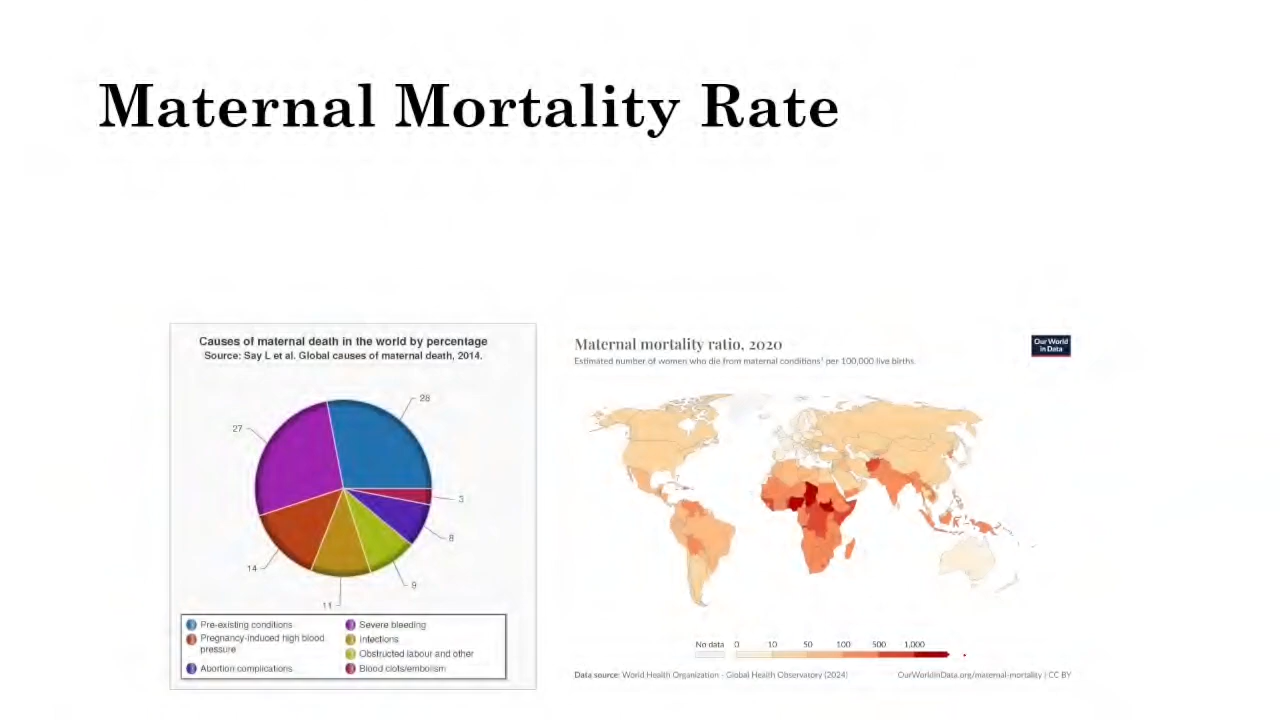 Maternal Mortality Rate
Causes of maternal death in the world by percentage
Source: Say L et al. Global causes of maternal death, 2014.
28
27
3
8
14
9
11
Pre-existing conditions
Severe bleeding
Pregnancy-induced high blood
pressure
Infections
Obstructed labour and other
Abortion complications
Blood clots/embolism
Maternal mortality ratio, 2020
Our World
in Data
Estimated number of women who die from maternal conditions¹ per 100,000 live births.
No data 0 10 50 100 500 1,000
Data source: World Health Organization - Global Health Observatory (2024)
OurWorldinData.org/maternal-mortality | CC BY